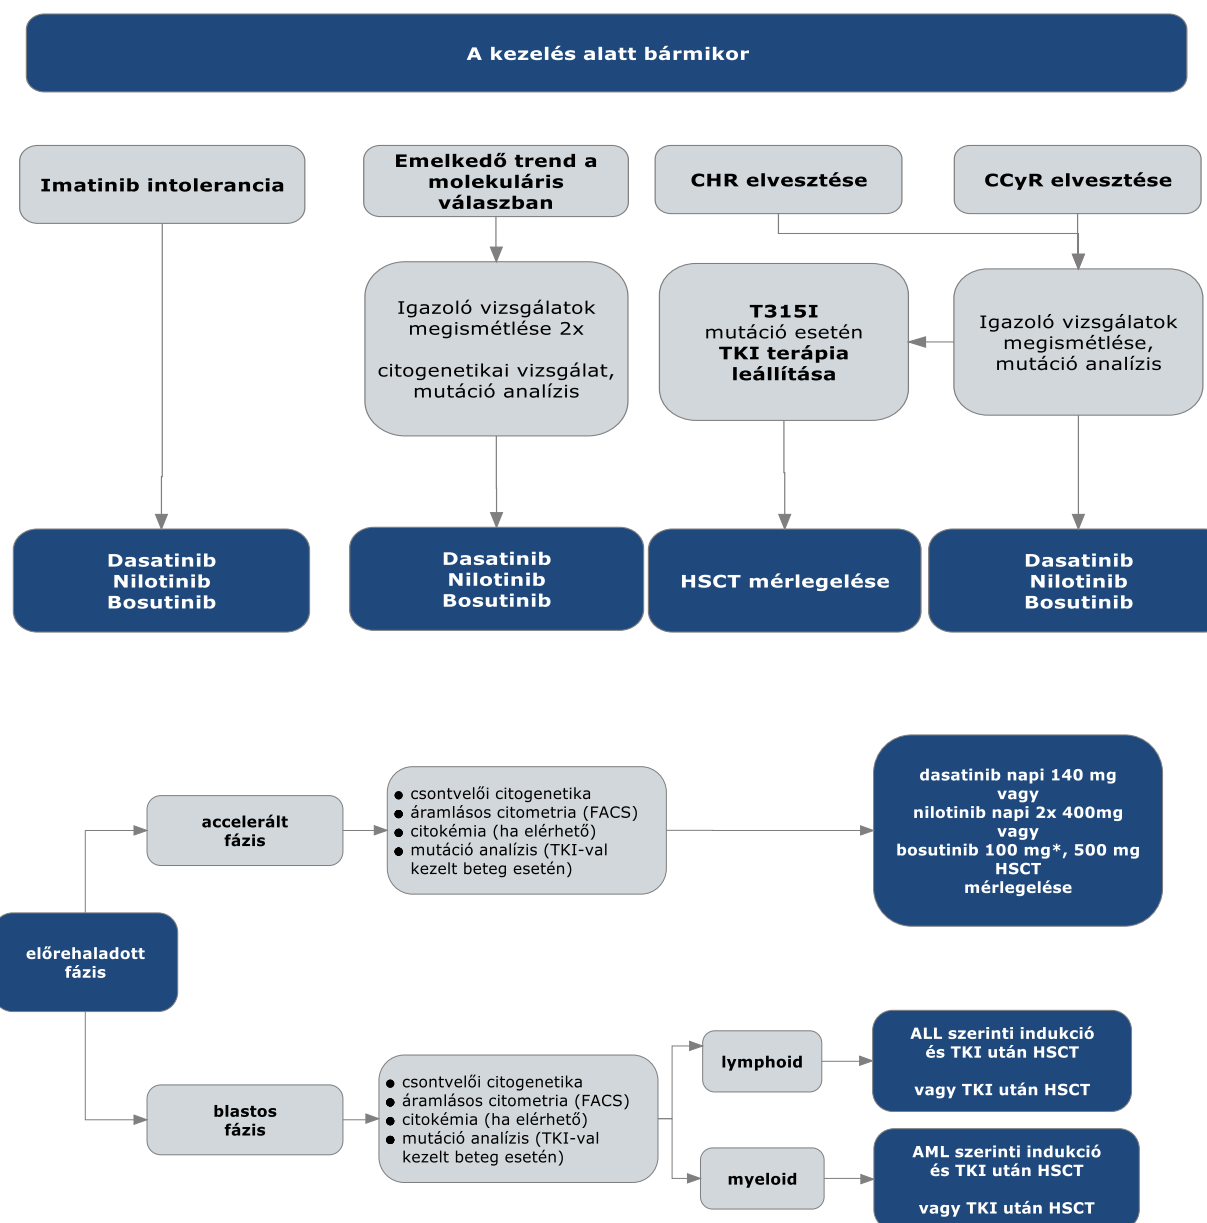 A kezelés alatt bármikor
Imatinib intolerancia
Emelkedő trend a
molekuláris
válaszban
CHR elvesztése
CCyR elvesztése
Igazoló vizsgálatok
megismétlése 2x
citogenetikai vizsgálat,
mutáció analízis
T315I
mutáció esetén
TKI terápia
leállítása
Igazoló vizsgálatok
megismétlése,
mutáció analízis
Dasatinib
Nilotinib
Bosutinib
Dasatinib
Nilotinib
Bosutinib
HSCT mérlegelése
Dasatinib
Nilotinib
Bosutinib
előrehaladott
fázis
accelerált
fázis
● csontvelői citogenetika
● áramlásos citometria (FACS)
● citokémia (ha elérhető)
● mutáció analízis (TKI-val
kezelt beteg esetén)
dasatinib napi 140 mg
vagy
nilotinib napi 2x 400mg
vagy
bosutinib 100 mg*, 500 mg
HSCT
mérlegelése
blastos
fázis
● csontvelői citogenetika
● áramlásos citometria (FACS)
● citokémia (ha elérhető)
● mutáció analízis (TKI-val
kezelt beteg esetén)
lymphoid
ALL szerinti indukció
és TKI után HSCT
vagy TKI után HSCT
myeloid
AML szerinti indukció
és TKI után HSCT
vagy TKI után HSCT